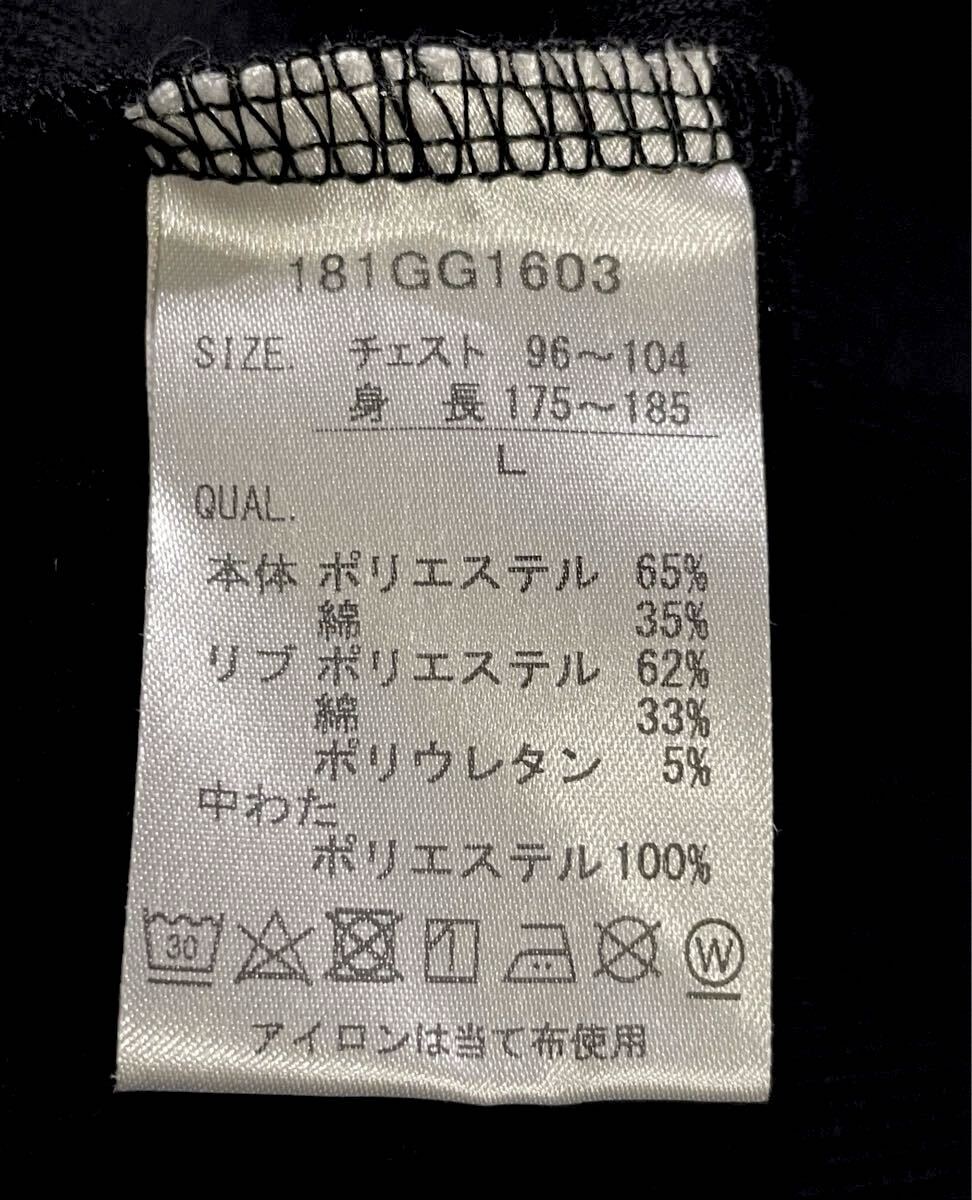 181GG1603
SIZE. チェスト 96～104
身 長 175～185
L
QUAL.
本体 ポリエステル 65%
綿 35%
リブ ポリエステル 62%
綿 33%
ポリウレタン 5%
中わた
ポリエステル 100%
30 W
アイロンは当て布使用